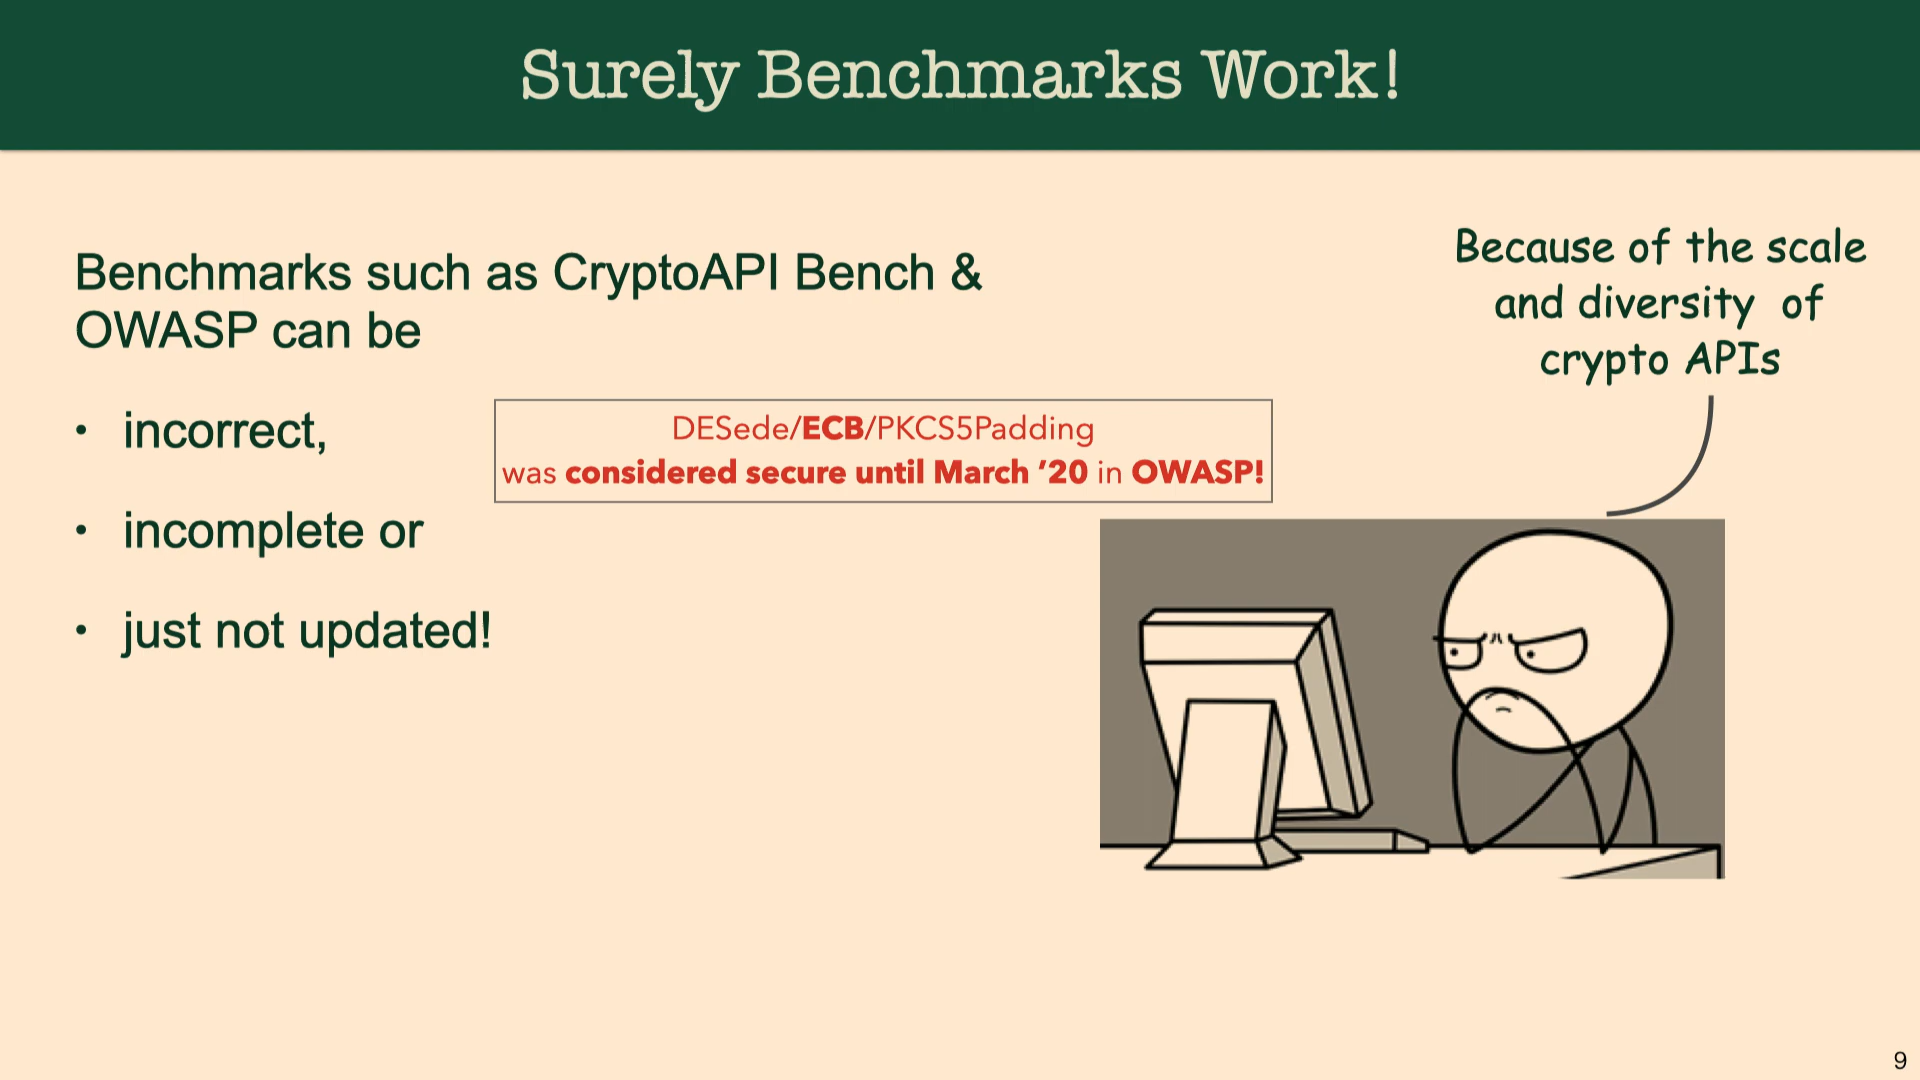 Surely Benchmarks Work!
Benchmarks such as CryptoAPI Bench &
OWASP can be
• incorrect,
• incomplete or
• just not updated!
DESede/ECB/PKCS5Padding
was considered secure until March ’20 in OWASP!
Because of the scale
and diversity of
crypto APIs
9